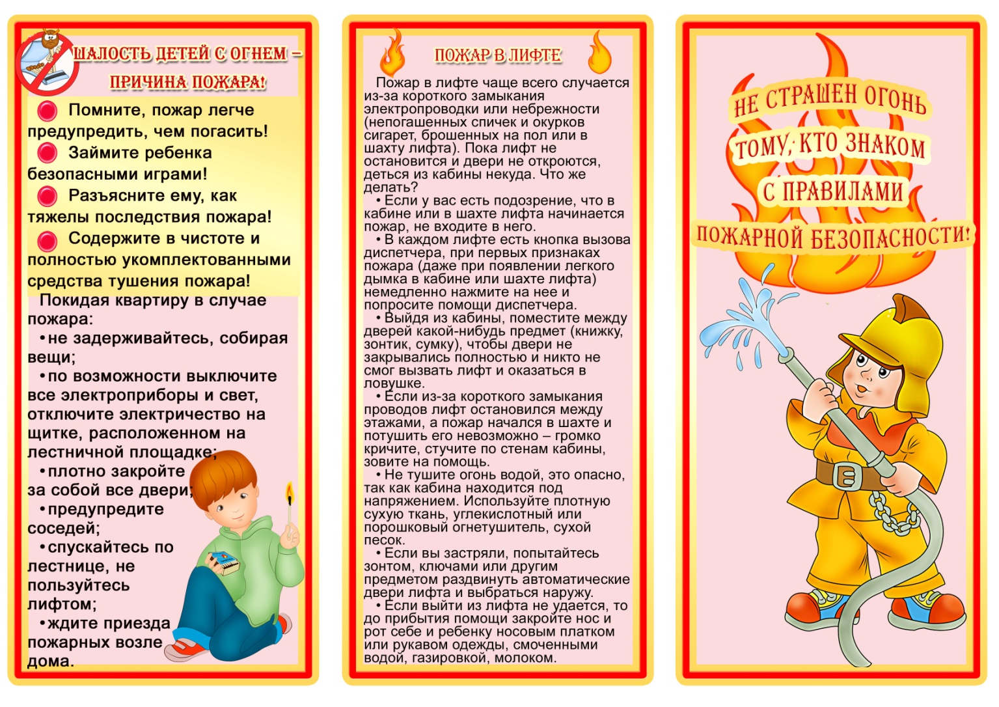 ШАЛОСТЬ ДЕТЕЙ С ОГНЕМ –
ПРИЧИНА ПОЖАРА!
Помните, пожар легче
предупредить, чем погасить!
Займите ребенка
безопасными играми!
Разъясните ему, как
тяжелы последствия пожара!
Содержите в чистоте и
полностью укомплектованными
средства тушения пожара!
Покидая квартиру в случае
пожара:
•не задерживайтесь, собирая
вещи;
•по возможности выключите
все электроприборы и свет,
отключите электричество на
щитке, расположенном на
лестничной площадке;
•плотно закройте
за собой все двери;
•предупредите
соседей;
•спускайтесь по
лестнице, не
пользуйтесь
лифтом;
•ждите приезда
пожарных возле
дома.
ПОЖАР В ЛИФТЕ
Пожар в лифте чаще всего случается
из-за короткого замыкания
электропроводки или небрежности
(непогашенных спичек и окурков
сигарет, брошенных на пол или в
шахту лифта). Пока лифт не
остановится и двери не откроются,
деться из кабины некуда. Что же
делать?
• Если у вас есть подозрение, что в
кабине или в шахте лифта начинается
пожар, не входите в него.
• В каждом лифте есть кнопка вызова
диспетчера, при первых признаках
пожара (даже при появлении легкого
дымка в кабине или шахте лифта)
немедленно нажмите на нее и
попросите помощи диспетчера.
• Выйдя из кабины, поместите между
дверей какой-нибудь предмет (книжку,
зонтик, сумку), чтобы двери не
закрывались полностью и никто не
смог вызвать лифт и оказаться в
ловушке.
• Если из-за короткого замыкания
проводов лифт остановился между
этажами, а пожар начался в шахте и
потушить его невозможно – громко
кричите, стучите по стенам кабины,
зовите на помощь.
• Не тушите огонь водой, это опасно,
так как кабина находится под
напряжением. Используйте плотную
сухую ткань, углекислотный или
порошковый огнетушитель, сухой
песок.
• Если вы застряли, попытайтесь
зонтом, ключами или другим
предметом раздвинуть автоматические
двери лифта и выбраться наружу.
• Если выйти из лифта не удается, то
до прибытия помощи закройте нос и
рот себе и ребенку носовым платком
или рукавом одежды, смоченными
водой, газировкой, молоком.
НЕ СТРАШЕН ОГОНЬ
ТОМУ, КТО ЗНАКОМ
С ПРАВИЛАМИ
ПОЖАРНОЙ БЕЗОПАСНОСТИ!